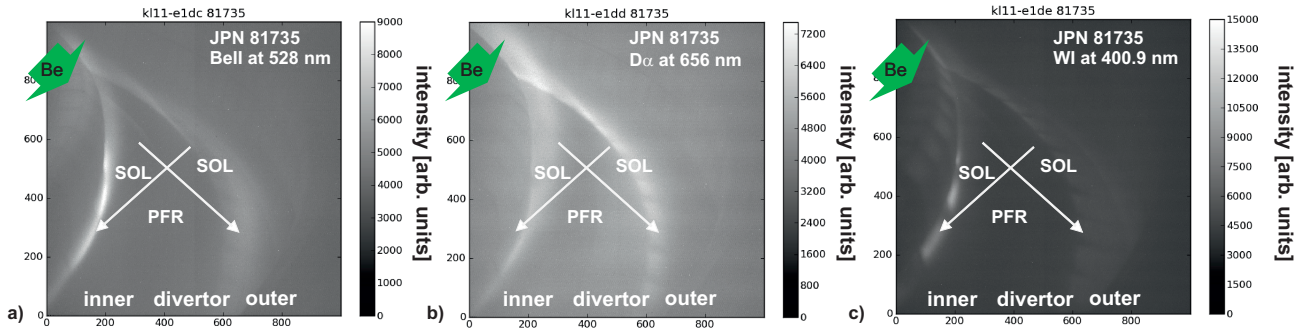 kl11-e1dc 81735
JPN 81735
BeII at 528 nm
Be
SOL
SOL
PFR
inner divertor outer
a)
800
600
400
200
0
0 200 400 600 800
9000
8000
7000
6000
5000
4000
3000
2000
1000
0
intensity [arb. units]
kl11-e1dd 81735
JPN 81735
Dα at 656 nm
Be
SOL
SOL
PFR
inner divertor outer
b)
600
400
200
0
0 200 400 600 800
7200
6400
5600
4800
4000
3200
2400
1600
800
0
intensity [arb. units]
kl11-e1de 81735
JPN 81735
WI at 400.9 nm
Be
SOL
SOL
PFR
inner divertor outer
c)
600
400
200
0
0 200 400 600 800
15000
13500
12000
10500
9000
7500
6000
4500
3000
1500
0
intensity [arb. units]